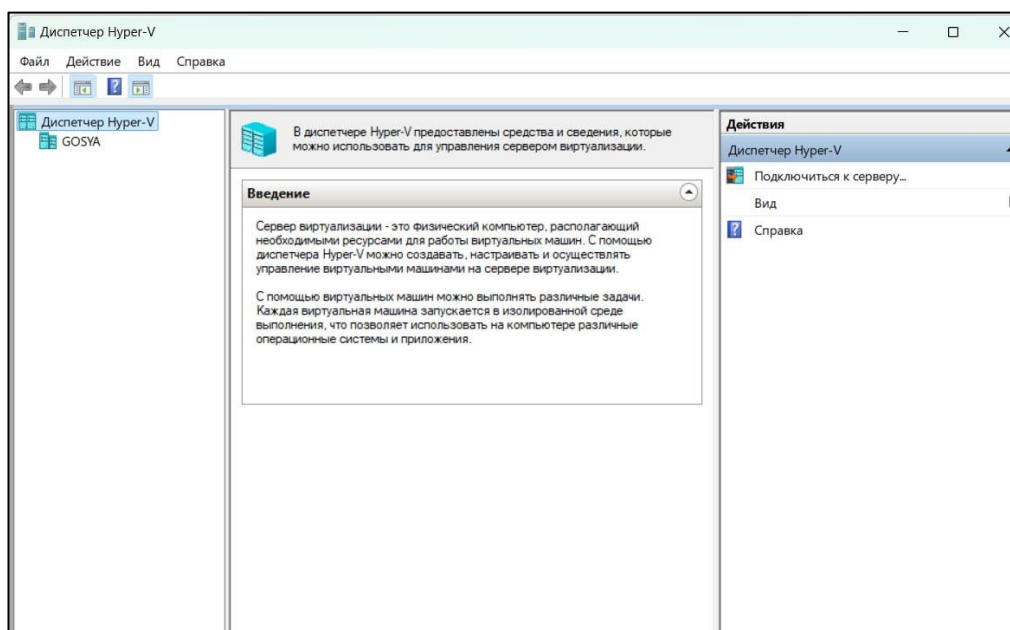 Диспетчер Hyper-V
Файл Действие Вид Справка
Диспетчер Hyper-V
GOSYA
В диспетчере Hyper-V предоставлены средства и сведения, которые
можно использовать для управления сервером виртуализации.
Введение
Сервер виртуализации - это физический компьютер, располагающий
необходимыми ресурсами для работы виртуальных машин. С помощью
диспетчера Hyper-V можно создавать, настраивать и осуществлять
управление виртуальными машинами на сервере виртуализации.
С помощью виртуальных машин можно выполнять различные задачи.
Каждая виртуальная машина запускается в изолированной среде
выполнения, что позволяет использовать на компьютере различные
операционные системы и приложения.
Действия
Диспетчер Hyper-V
Подключиться к серверу...
Вид
Справка